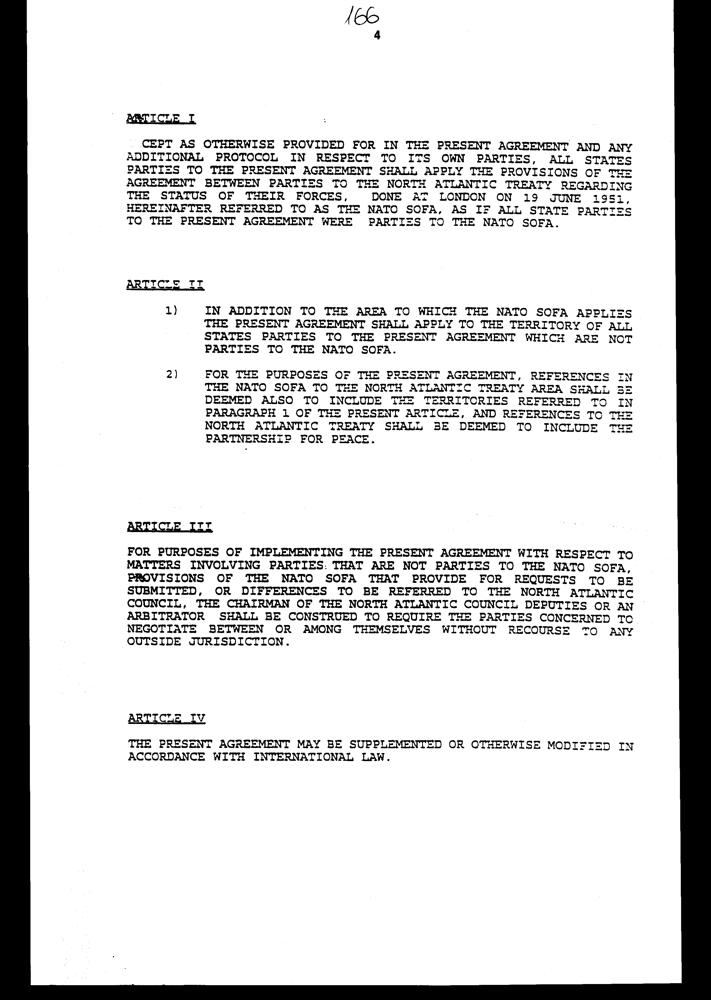 166
4
ARTICLE I
CEPT AS OTHERWISE PROVIDED FOR IN THE PRESENT AGREEMENT AND ANY
ADDITIONAL PROTOCOL IN RESPECT TO ITS OWN PARTIES, ALL STATES
PARTIES TO THE PRESENT AGREEMENT SHALL APPLY THE PROVISIONS OF THE
AGREEMENT BETWEEN PARTIES TO THE NORTH ATLANTIC TREATY REGARDING
THE STATUS OF THEIR FORCES, DONE AT LONDON ON 19 JUNE 1951,
HEREINAFTER REFERRED TO AS THE NATO SOFA, AS IF ALL STATE PARTIES
TO THE PRESENT AGREEMENT WERE PARTIES TO THE NATO SOFA.
ARTICLE II
1) IN ADDITION TO THE AREA TO WHICH THE NATO SOFA APPLIES
THE PRESENT AGREEMENT SHALL APPLY TO THE TERRITORY OF ALL
STATES PARTIES TO THE PRESENT AGREEMENT WHICH ARE NOT
PARTIES TO THE NATO SOFA.
2) FOR THE PURPOSES OF THE PRESENT AGREEMENT, REFERENCES IN
THE NATO SOFA TO THE NORTH ATLANTIC TREATY AREA SHALL BE
DEEMED ALSO TO INCLUDE THE TERRITORIES REFERRED TO IN
PARAGRAPH 1 OF THE PRESENT ARTICLE, AND REFERENCES TO THE
NORTH ATLANTIC TREATY SHALL BE DEEMED TO INCLUDE THE
PARTNERSHIP FOR PEACE.
ARTICLE III
FOR PURPOSES OF IMPLEMENTING THE PRESENT AGREEMENT WITH RESPECT TO
MATTERS INVOLVING PARTIES THAT ARE NOT PARTIES TO THE NATO SOFA,
PROVISIONS OF THE NATO SOFA THAT PROVIDE FOR REQUESTS TO BE
SUBMITTED, OR DIFFERENCES TO BE REFERRED TO THE NORTH ATLANTIC
COUNCIL, THE CHAIRMAN OF THE NORTH ATLANTIC COUNCIL DEPUTIES OR AN
ARBITRATOR SHALL BE CONSTRUED TO REQUIRE THE PARTIES CONCERNED TO
NEGOTIATE BETWEEN OR AMONG THEMSELVES WITHOUT RECOURSE TO ANY
OUTSIDE JURISDICTION.
ARTICLE IV
THE PRESENT AGREEMENT MAY BE SUPPLEMENTED OR OTHERWISE MODIFIED IN
ACCORDANCE WITH INTERNATIONAL LAW.